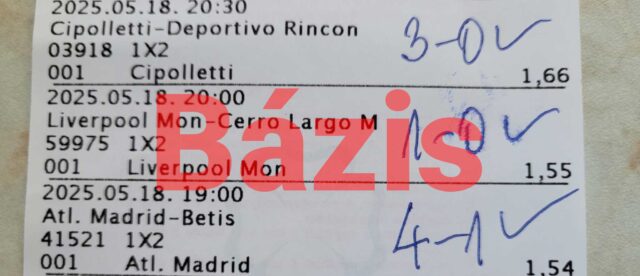 2025.05.18. 20:30
Cipolletti-Deportivo Rincon
03918 1X2
001 Cipolletti 1,66
3-0 ✓
2025.05.18. 20:00
Liverpool Mon-Cerro Largo M
59975 1X2
001 Liverpool Mon 1,55
1-0 ✓
2025.05.18. 19:00
Atl. Madrid-Betis
41521 1X2
001 Atl. Madrid 1,54
4-1 ✓
Bázis